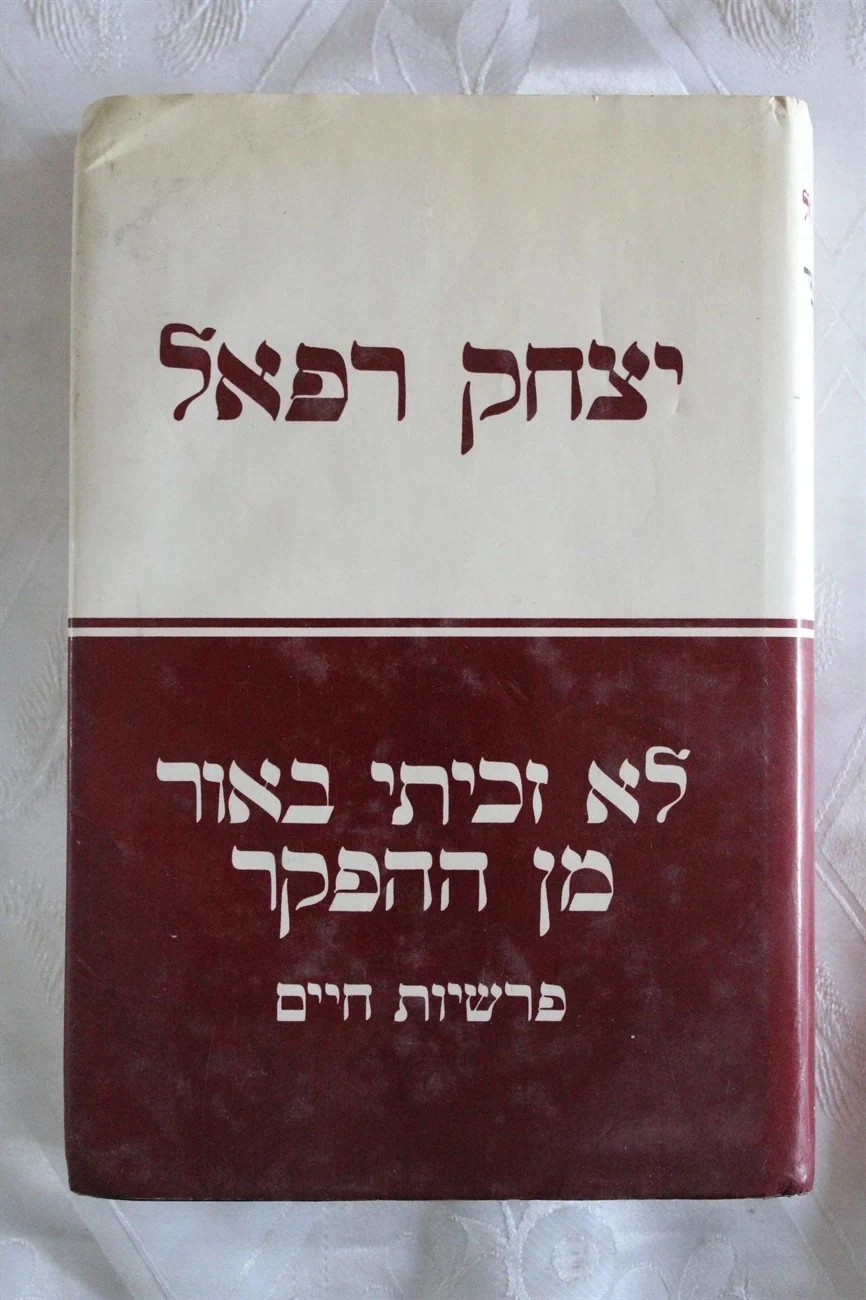 יצחק רפאל
לא זכיתי באור
מן ההפקר
פרשיות חיים